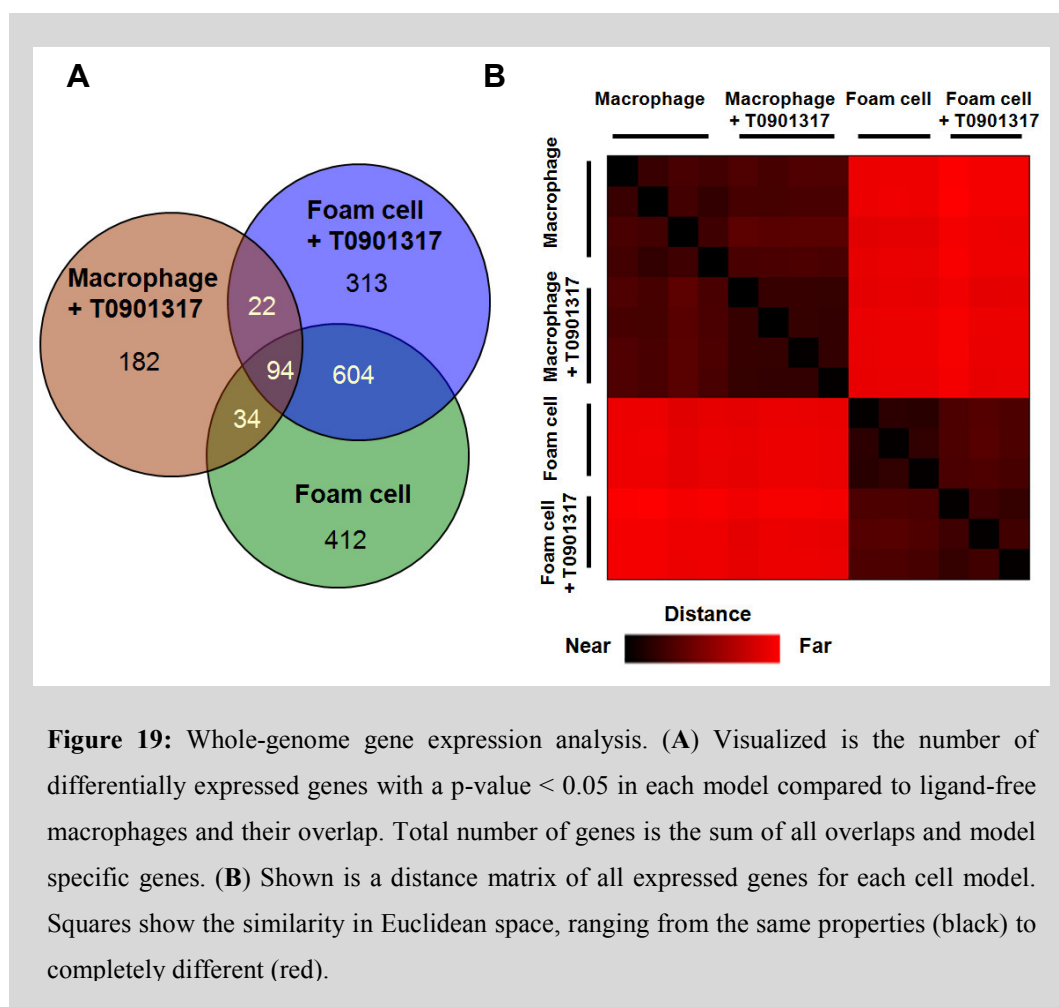 A
B
Foam cell
+ T0901317
313
Macrophage
+ T0901317
182
22
94
604
34
Foam cell
412
Macrophage
Macrophage
+ T0901317
Foam cell
Foam cell
+ T0901317
Macrophage
Macrophage
+ T0901317
Foam cell
Foam cell
+ T0901317
Distance
Near
Far
Figure 19: Whole-genome gene expression analysis. (A) Visualized is the number of
differentially expressed genes with a p-value < 0.05 in each model compared to ligand-free
macrophages and their overlap. Total number of genes is the sum of all overlaps and model
specific genes. (B) Shown is a distance matrix of all expressed genes for each cell model.
Squares show the similarity in Euclidean space, ranging from the same properties (black) to
completely different (red).